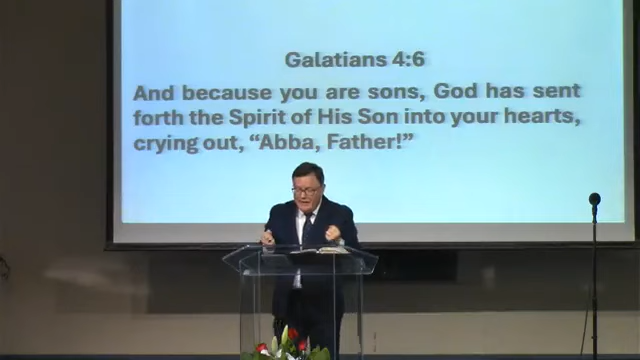 Galatians 4:6
And because you are sons, God has sent
forth the Spirit of His Son into your hearts,
crying out, “Abba, Father!”